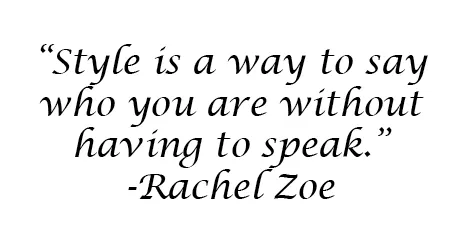 “Style is a way to say
who you are without
having to speak.”
-Rachel Zoe